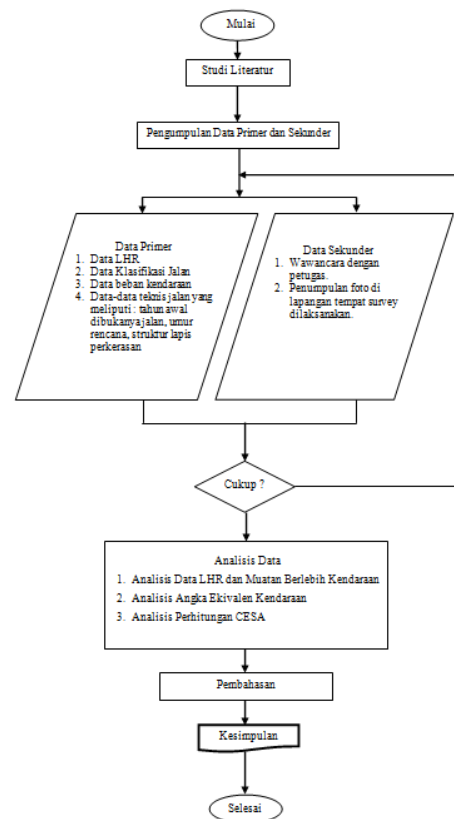 Mulai
Studi Literatur
Pengumpulan Data Primer dan Sekunder
Data Primer
1. Data LHR
2. Data Klasifikasi Jalan
3. Data beban kendaraan
4. Data-data teknis jalan yang
meliputi : tahun awal
dibukanya jalan, umur
rencana, struktur lapis
perkerasan
Data Sekunder
1. Wawancara dengan
petugas.
2. Penumpulan foto di
lapangan tempat survey
dilaksanakan.
Cukup ?
Analisis Data
1. Analisis Data LHR dan Muatan Berlebih Kendaraan
2. Analisis Angka Ekivalen Kendaraan
3. Analisis Perhitungan CESA
Pembahasan
Kesimpulan
Selesai